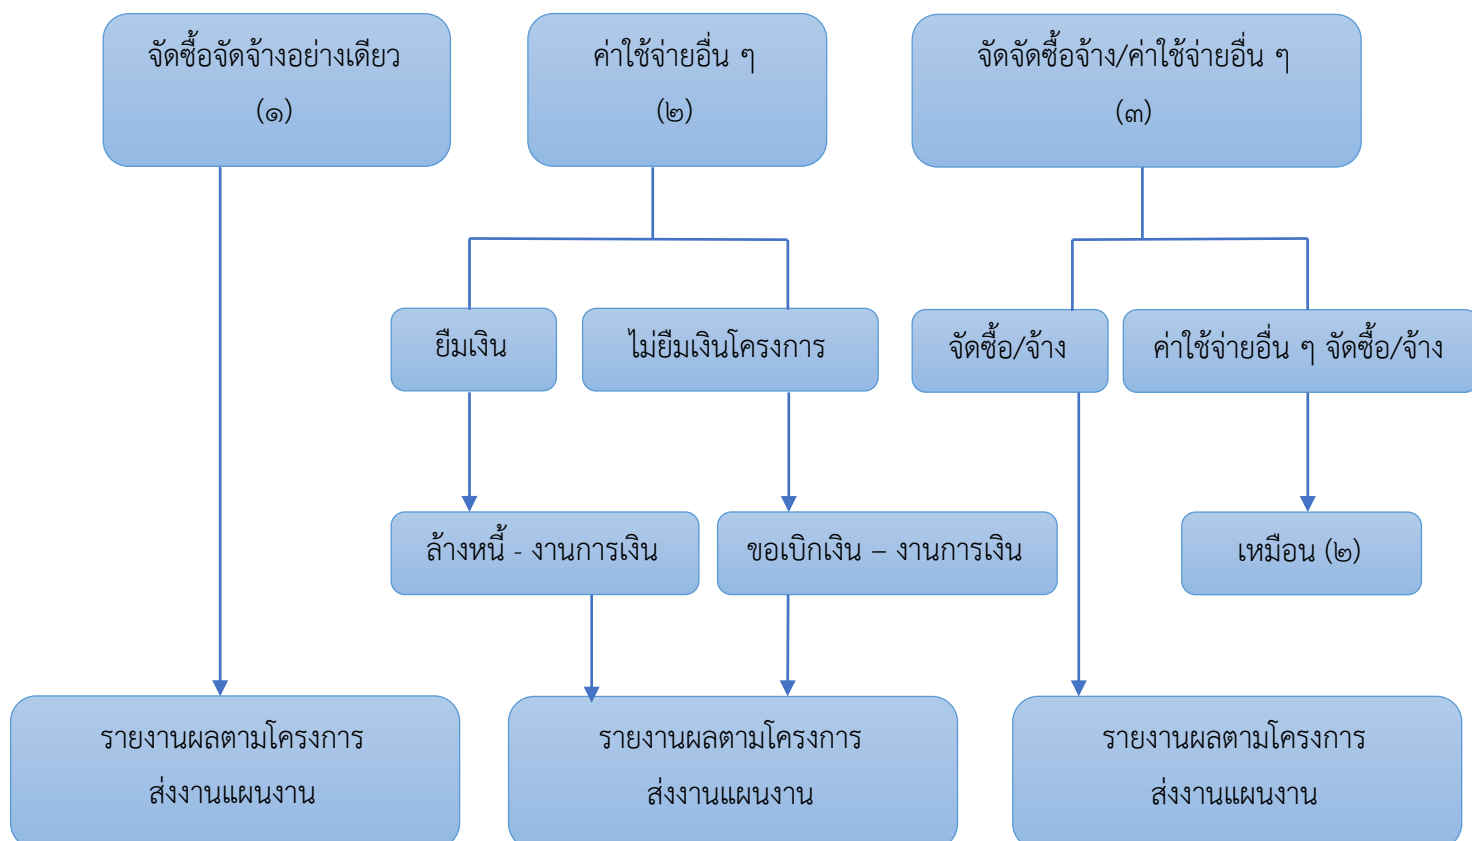 จัดซื้อจัดจ้างอย่างเดียว
(๑)
ค่าใช้จ่ายอื่น ๆ
(๒)
จัดจัดซื้อจ้าง/ค่าใช้จ่ายอื่น ๆ
(๓)
ยืมเงิน
ไม่ยืมเงินโครงการ
จัดซื้อ/จ้าง
ค่าใช้จ่ายอื่น ๆ จัดซื้อ/จ้าง
ล้างหนี้ - งานการเงิน
ขอเบิกเงิน – งานการเงิน
เหมือน (๒)
รายงานผลตามโครงการ
ส่งงานแผนงาน
รายงานผลตามโครงการ
ส่งงานแผนงาน
รายงานผลตามโครงการ
ส่งงานแผนงาน